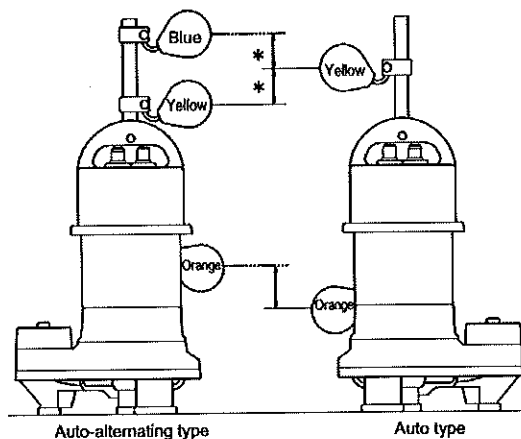 Blue
*
Yellow
*
Yellow
Orange
Orange
Auto-alternating type
Auto type